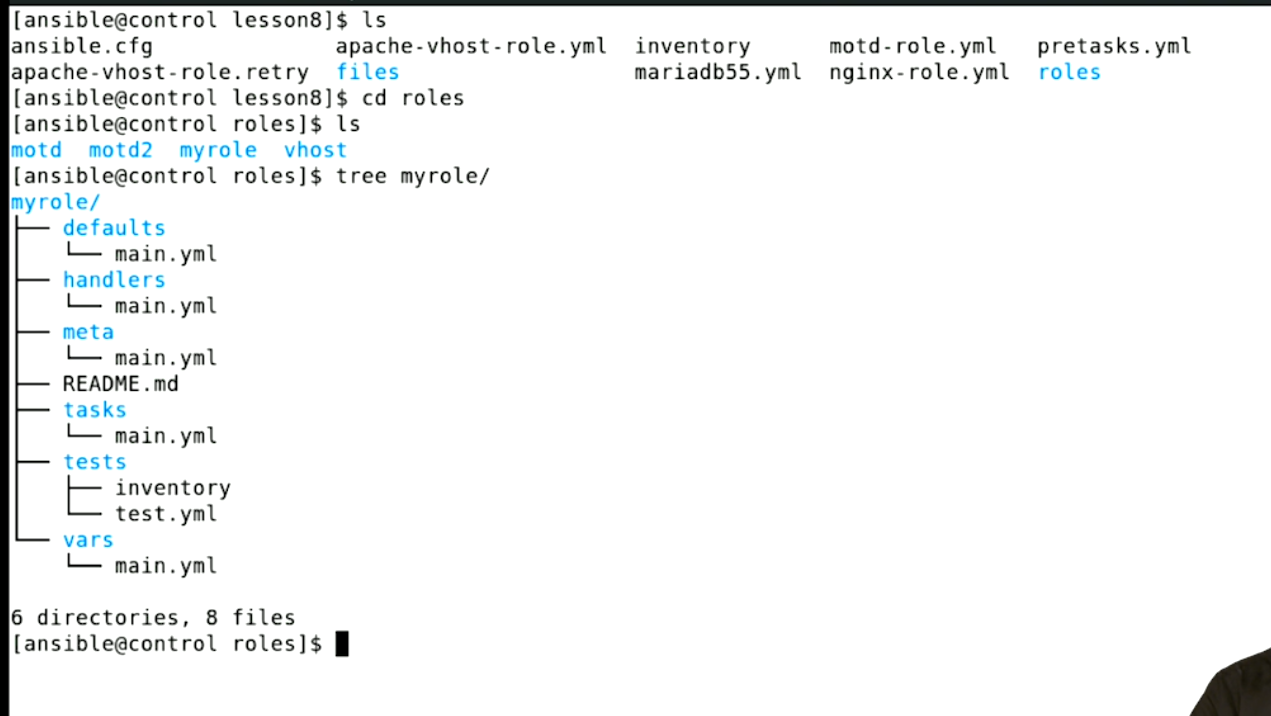 [ansible@control lesson8]$ ls
ansible.cfg apache-vhost-role.yml inventory motd-role.yml pretasks.yml
apache-vhost-role.retry files mariadb55.yml nginx-role.yml roles
[ansible@control lesson8]$ cd roles
[ansible@control roles]$ ls
motd motd2 myrole vhost
[ansible@control roles]$ tree myrole/
myrole/
├── defaults
│   └── main.yml
├── handlers
│   └── main.yml
├── meta
│   └── main.yml
├── README.md
├── tasks
│   └── main.yml
├── tests
│   ├── inventory
│   └── test.yml
└── vars
    └── main.yml
6 directories, 8 files
[ansible@control roles]$